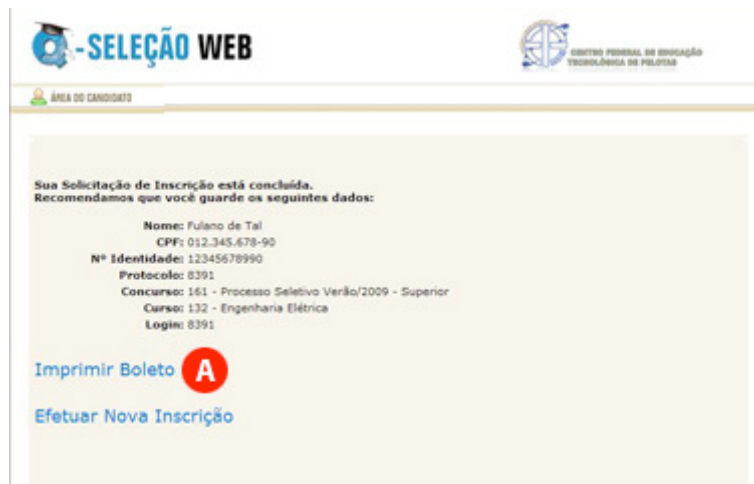 Q-SELEÇÃO WEB
CENTRO FEDERAL DE EDUCAÇÃO
TECNOLÓGICA DE PELOTAS
ÁREA DO CANDIDATO
Sua Solicitação de Inscrição está concluída.
Recomendamos que você guarde os seguintes dados:
Nome: Fulano de Tal
CPF: 012.345.678-90
Nº Identidade: 12345678990
Protocolo: 8391
Concurso: 161 - Processo Seletivo Verão/2009 - Superior
Curso: 132 - Engenharia Elétrica
Login: 8391
Imprimir Boleto A
Efetuar Nova Inscrição